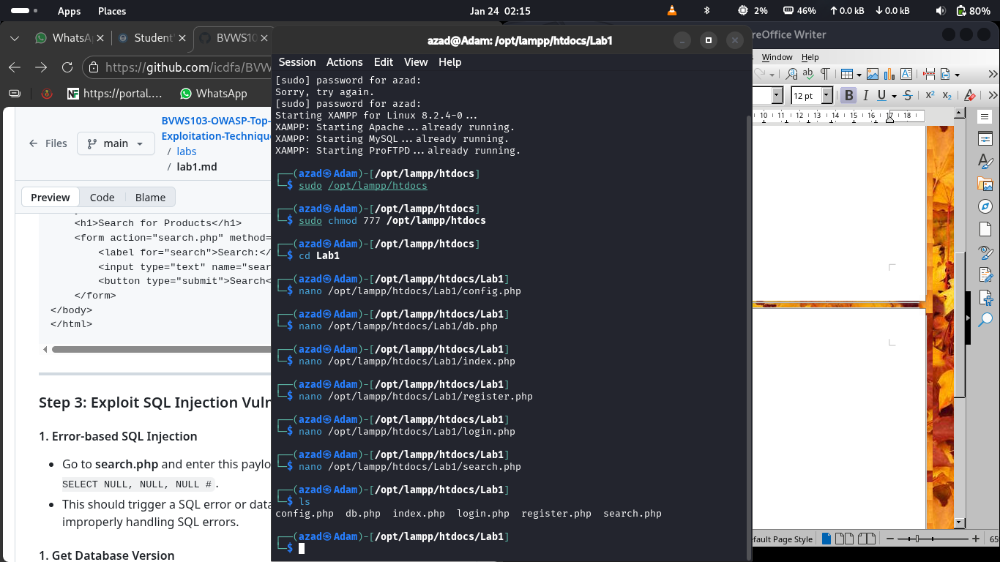 Apps Places Jan 24 02:15 2% 46% 0.0 kB 0.0 kB 80%
WhatsA Student' BVWS10
azad@Adam: /opt/lampp/htdocs/Lab1
reOffice Writer
https://github.com/icdfa/BVW
Session Actions Edit View Help
Window Help
https://portal.... WhatsApp
12 pt
10 11 12 13 14 15 16 17 18
Files
main
BVWS103-OWASP-Top-
Exploitation-Technique
/ labs
/ lab1.md
Preview Code Blame
<h1>Search for Products</h1>
<form action="search.php" method=
<label for="search">Search:</
<input type="text" name="sear
<button type="submit">Search<
</form>
</body>
</html>
Step 3: Exploit SQL Injection Vuln
1. Error-based SQL Injection
Go to search.php and enter this paylo
SELECT NULL, NULL, NULL # .
This should trigger a SQL error or data
improperly handling SQL errors.
1. Get Database Version
[sudo] password for azad:
Sorry, try again.
[sudo] password for azad:
Starting XAMPP for Linux 8.2.4-0...
XAMPP: Starting Apache...already running.
XAMPP: Starting MySQL...already running.
XAMPP: Starting ProFTPD...already running.
┌──(azad㉿Adam)-[/opt/lampp/htdocs]
└─$ sudo /opt/lampp/htdocs
┌──(azad㉿Adam)-[/opt/lampp/htdocs]
└─$ sudo chmod 777 /opt/lampp/htdocs
┌──(azad㉿Adam)-[/opt/lampp/htdocs]
└─$ cd Lab1
┌──(azad㉿Adam)-[/opt/lampp/htdocs/Lab1]
└─$ nano /opt/lampp/htdocs/Lab1/config.php
┌──(azad㉿Adam)-[/opt/lampp/htdocs/Lab1]
└─$ nano /opt/lampp/htdocs/Lab1/db.php
┌──(azad㉿Adam)-[/opt/lampp/htdocs/Lab1]
└─$ nano /opt/lampp/htdocs/Lab1/index.php
┌──(azad㉿Adam)-[/opt/lampp/htdocs/Lab1]
└─$ nano /opt/lampp/htdocs/Lab1/register.php
┌──(azad㉿Adam)-[/opt/lampp/htdocs/Lab1]
└─$ nano /opt/lampp/htdocs/Lab1/login.php
┌──(azad㉿Adam)-[/opt/lampp/htdocs/Lab1]
└─$ nano /opt/lampp/htdocs/Lab1/search.php
┌──(azad㉿Adam)-[/opt/lampp/htdocs/Lab1]
└─$ ls
config.php db.php index.php login.php register.php search.php
┌──(azad㉿Adam)-[/opt/lampp/htdocs/Lab1]
└─$
efault Page Style
65